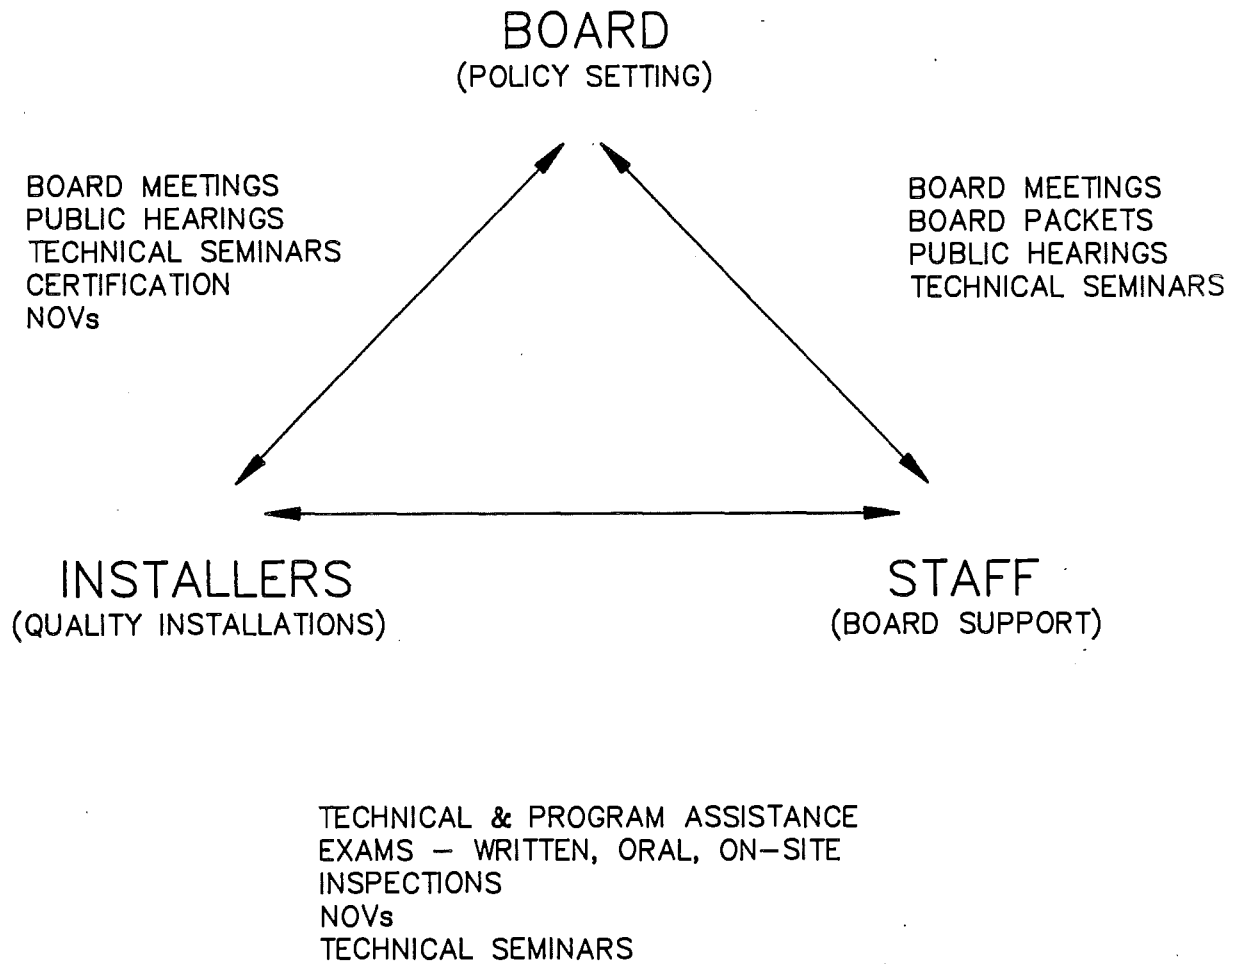 BOARD
(POLICY SETTING)
BOARD MEETINGS
PUBLIC HEARINGS
TECHNICAL SEMINARS
CERTIFICATION
NOVs
BOARD MEETINGS
BOARD PACKETS
PUBLIC HEARINGS
TECHNICAL SEMINARS
INSTALLERS
(QUALITY INSTALLATIONS)
STAFF
(BOARD SUPPORT)
TECHNICAL & PROGRAM ASSISTANCE
EXAMS – WRITTEN, ORAL, ON–SITE
INSPECTIONS
NOVs
TECHNICAL SEMINARS